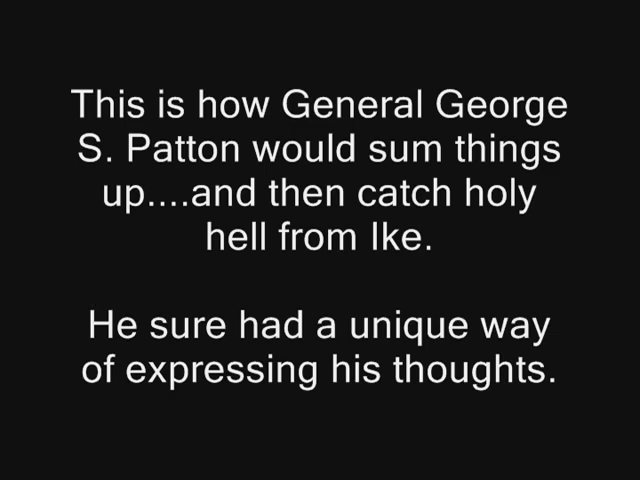 This is how General George
S. Patton would sum things
up....and then catch holy
hell from Ike.
He sure had a unique way
of expressing his thoughts.